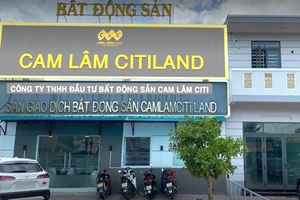 BẤT ĐỘNG SẢN
CAM LÂM CITILAND
CÔNG TY TNHH ĐẦU TƯ BẤT ĐỘNG SẢN CAM LÂM CITI
SÀN GIAO DỊCH BẤT ĐỘNG SẢN CAMLAMCITI LAND